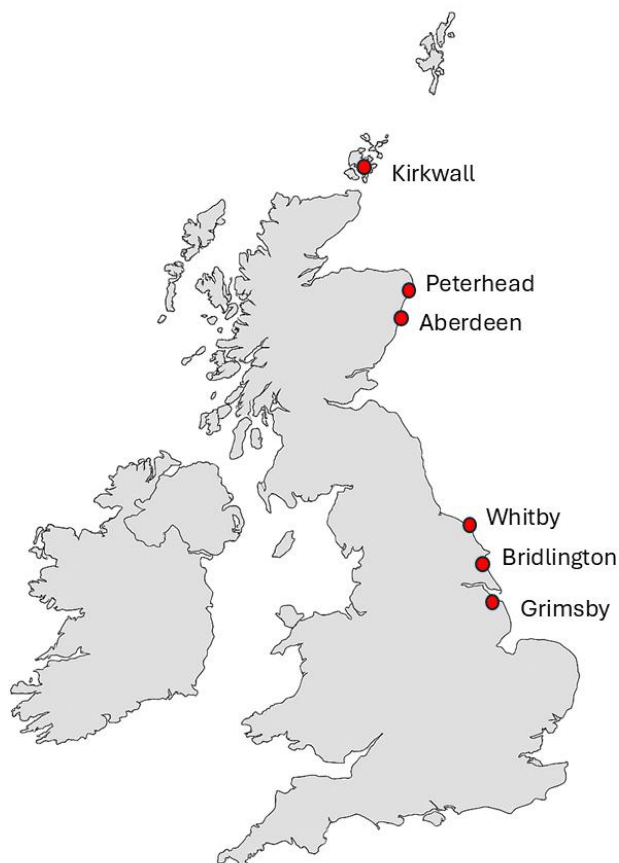 Kirkwall
Peterhead
Aberdeen
Whitby
Bridlington
Grimsby